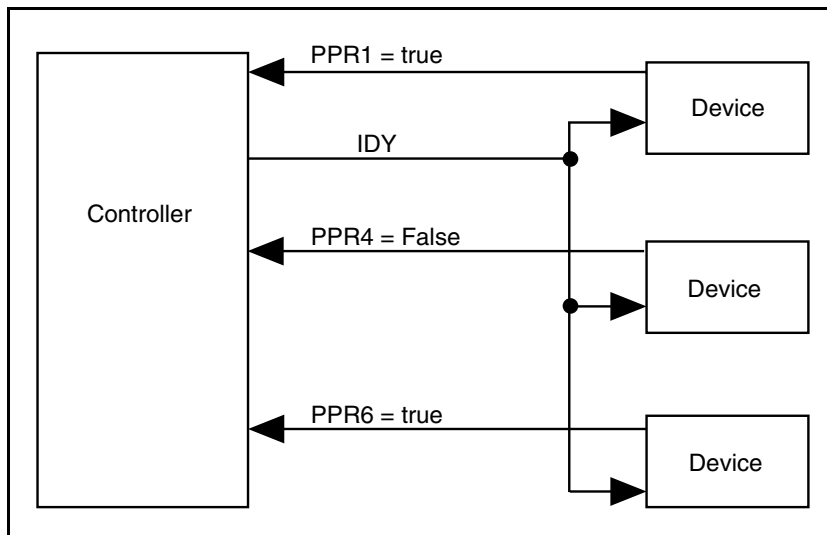 PPR1 = true
Device
IDY
Controller
PPR4 = False
Device
PPR6 = true
Device